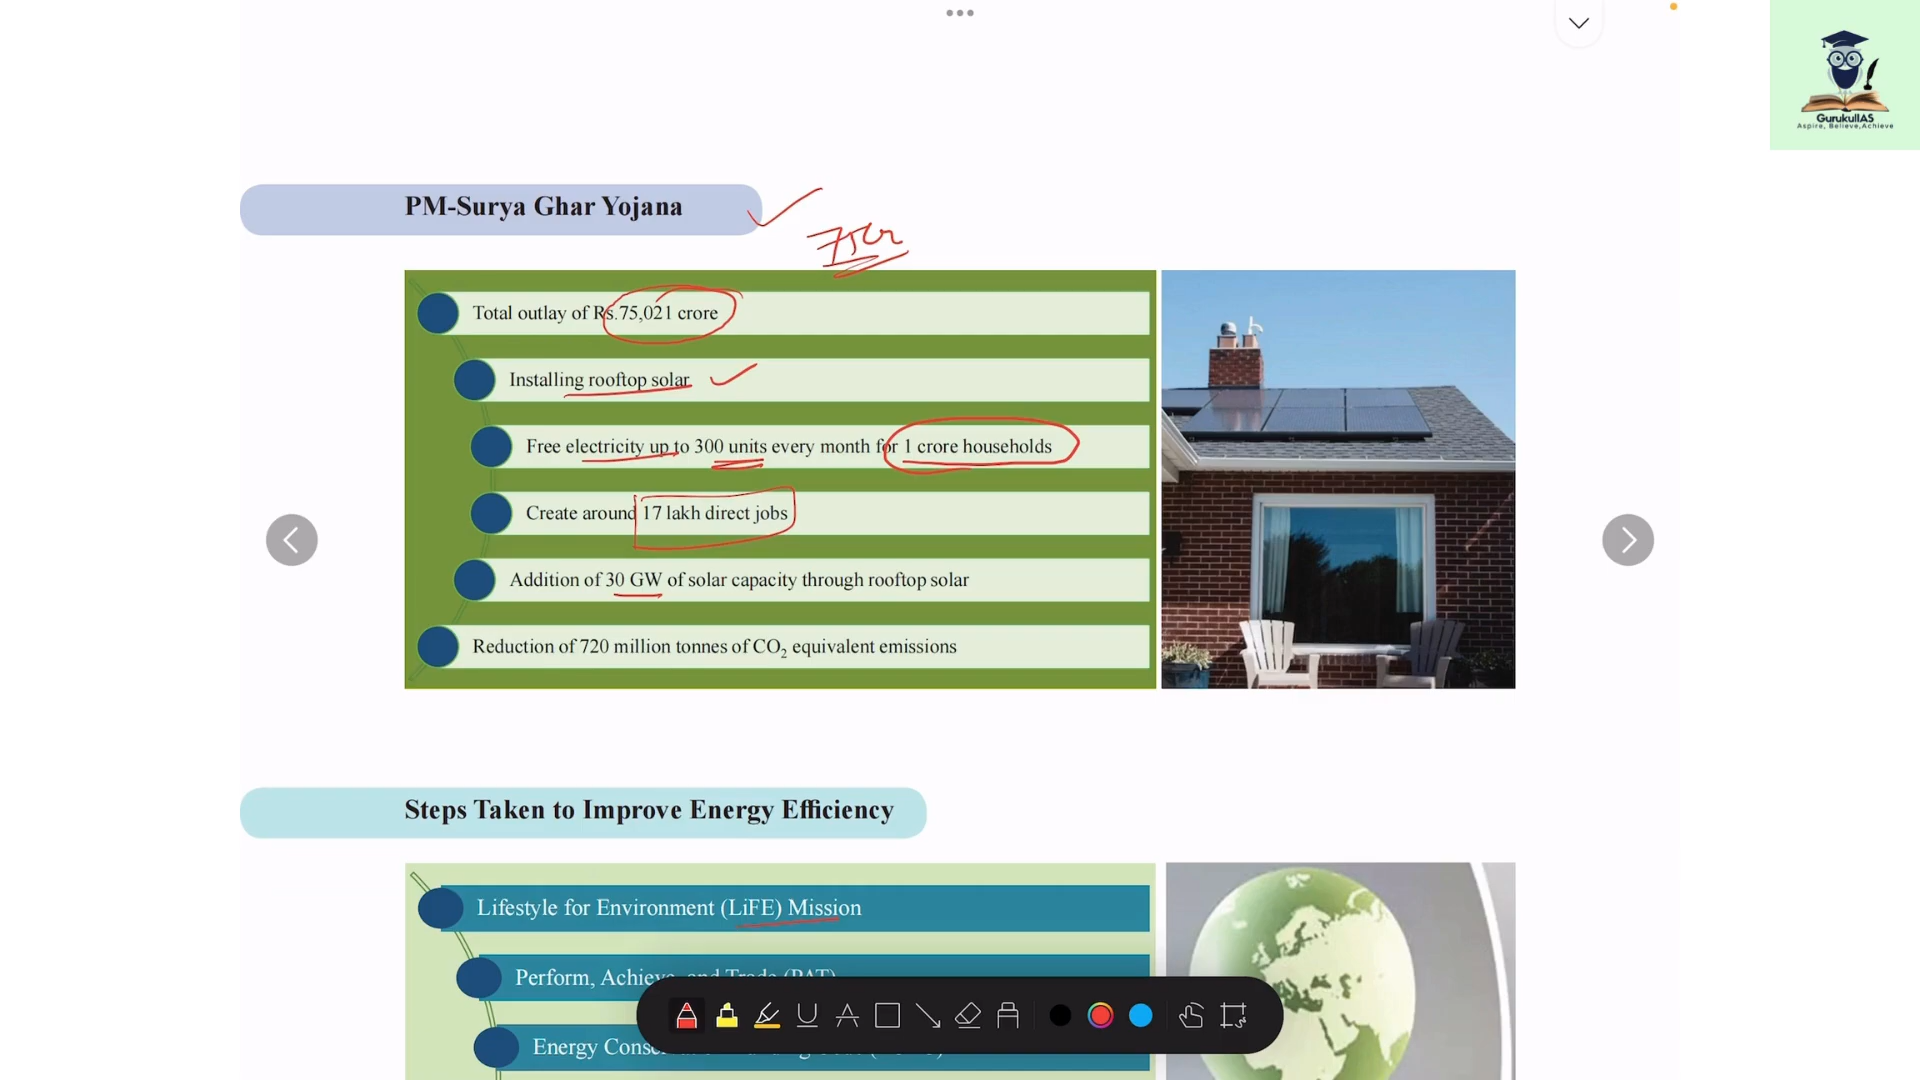 GurukulIAS
Aspire, Believe,Achieve
PM-Surya Ghar Yojana
Total outlay of Rs.75,021 crore
Installing rooftop solar
Free electricity up to 300 units every month for 1 crore households
Create around 17 lakh direct jobs
Addition of 30 GW of solar capacity through rooftop solar
Reduction of 720 million tonnes of CO₂ equivalent emissions
Steps Taken to Improve Energy Efficiency
Lifestyle for Environment (LiFE) Mission
Perform, Achieve, and Trade (PAT)
Energy